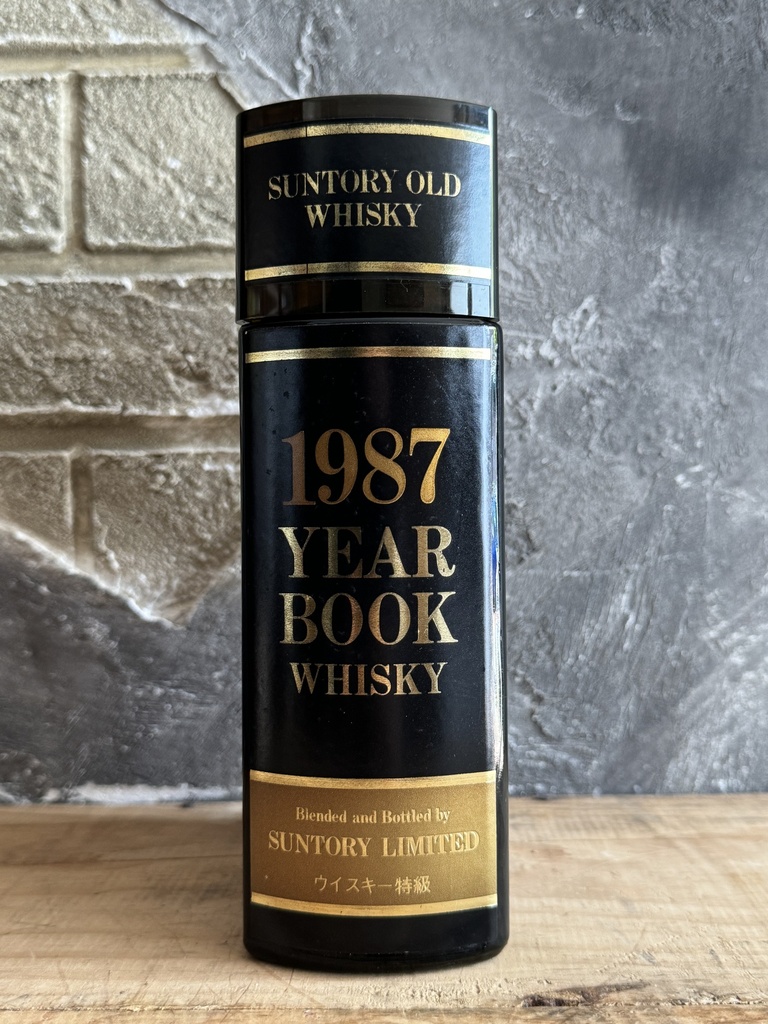 SUNTORY OLD
WHISKY
1987
YEAR
BOOK
WHISKY
Blended and Bottled by
SUNTORY LIMITED
ウイスキー特級